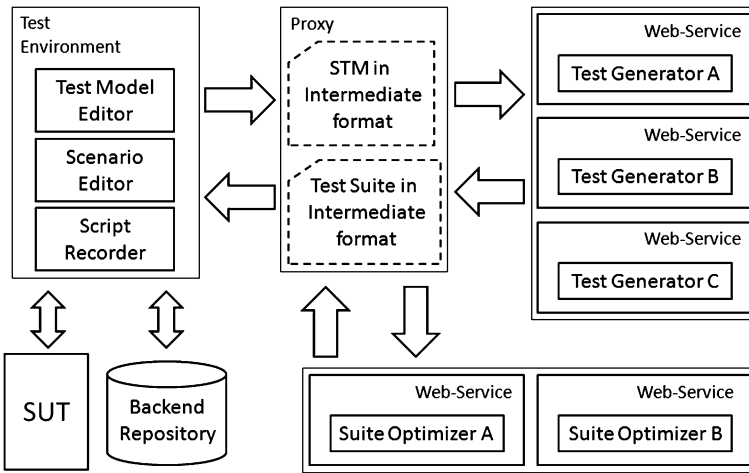 Test
Environment
Test Model
Editor
Scenario
Editor
Script
Recorder
Proxy
STM in
Intermediate
format
Test Suite in
Intermediate
format
Web-Service
Test Generator A
Web-Service
Test Generator B
Web-Service
Test Generator C
SUT
Backend
Repository
Web-Service
Suite Optimizer A
Web-Service
Suite Optimizer B